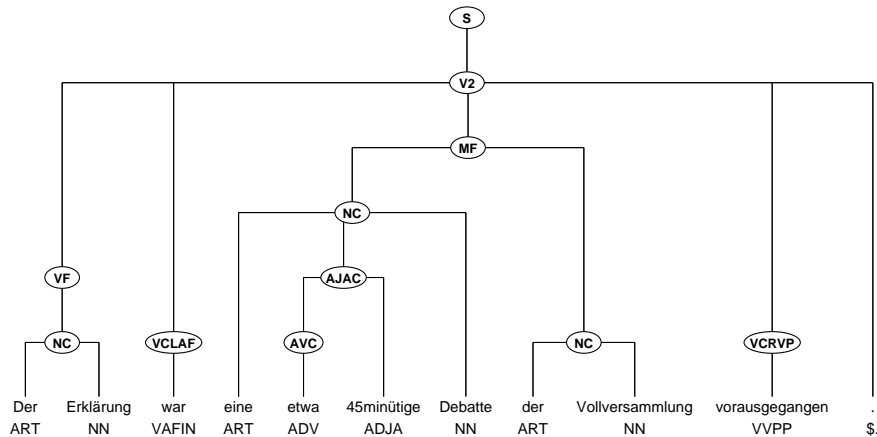 S
V2
MF
NC
VF AJAC
NC VCLAF AVC NC VCRVP
Der Erklärung war eine etwa 45minütige Debatte der Vollversammlung vorausgegangen .
ART NN VAFIN ART ADV ADJA NN ART NN VVPP $.